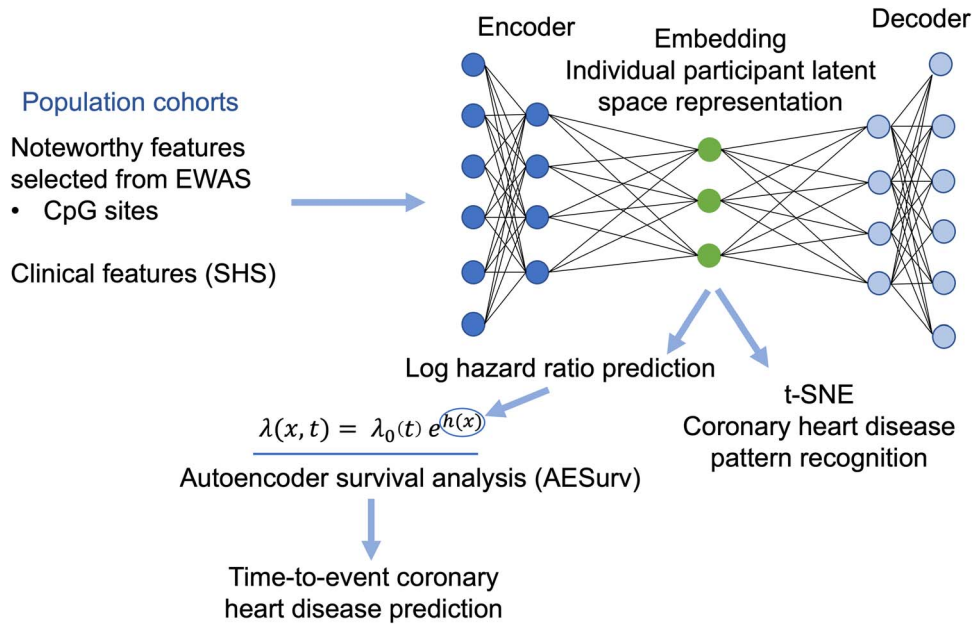 Encoder
Decoder
Embedding
Individual participant latent
space representation
Population cohorts
Noteworthy features
selected from EWAS
• CpG sites
Clinical features (SHS)
Log hazard ratio prediction
λ(x, t) = λ₀(t) e^h(x)
Autoencoder survival analysis (AESurv)
Time-to-event coronary
heart disease prediction
t-SNE
Coronary heart disease
pattern recognition